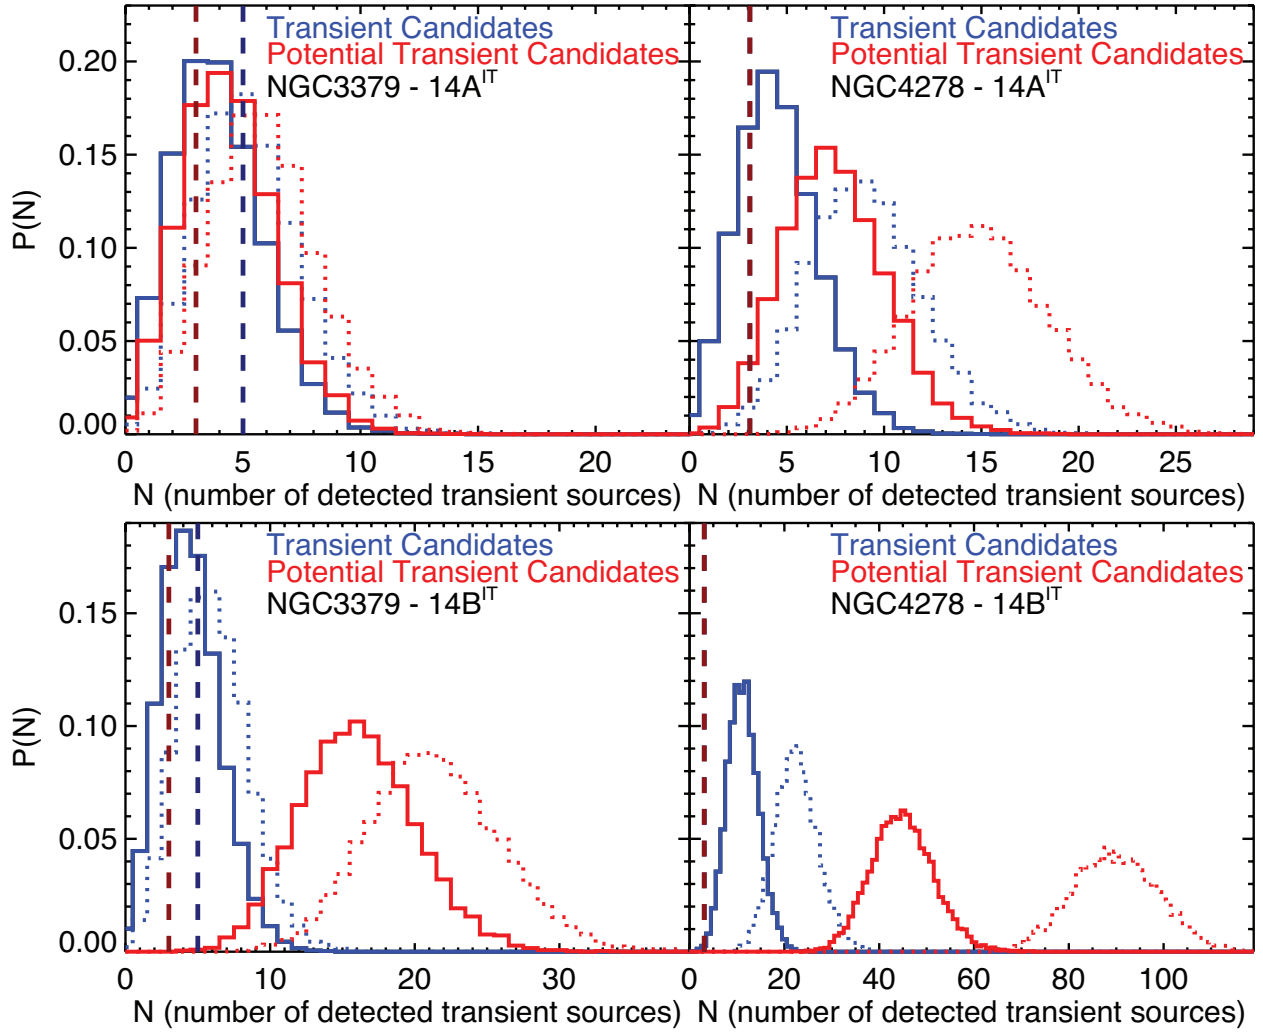 Transient Candidates
Potential Transient Candidates
NGC3379 - 14A^IT
0.20
0.15
0.10
0.05
0.00
P(N)
0 5 10 15 20
N (number of detected transient sources)
Transient Candidates
Potential Transient Candidates
NGC4278 - 14A^IT
0 5 10 15 20 25
N (number of detected transient sources)
Transient Candidates
Potential Transient Candidates
NGC3379 - 14B^IT
0.15
0.10
0.05
0.00
P(N)
0 10 20 30
N (number of detected transient sources)
Transient Candidates
Potential Transient Candidates
NGC4278 - 14B^IT
0 20 40 60 80 100
N (number of detected transient sources)